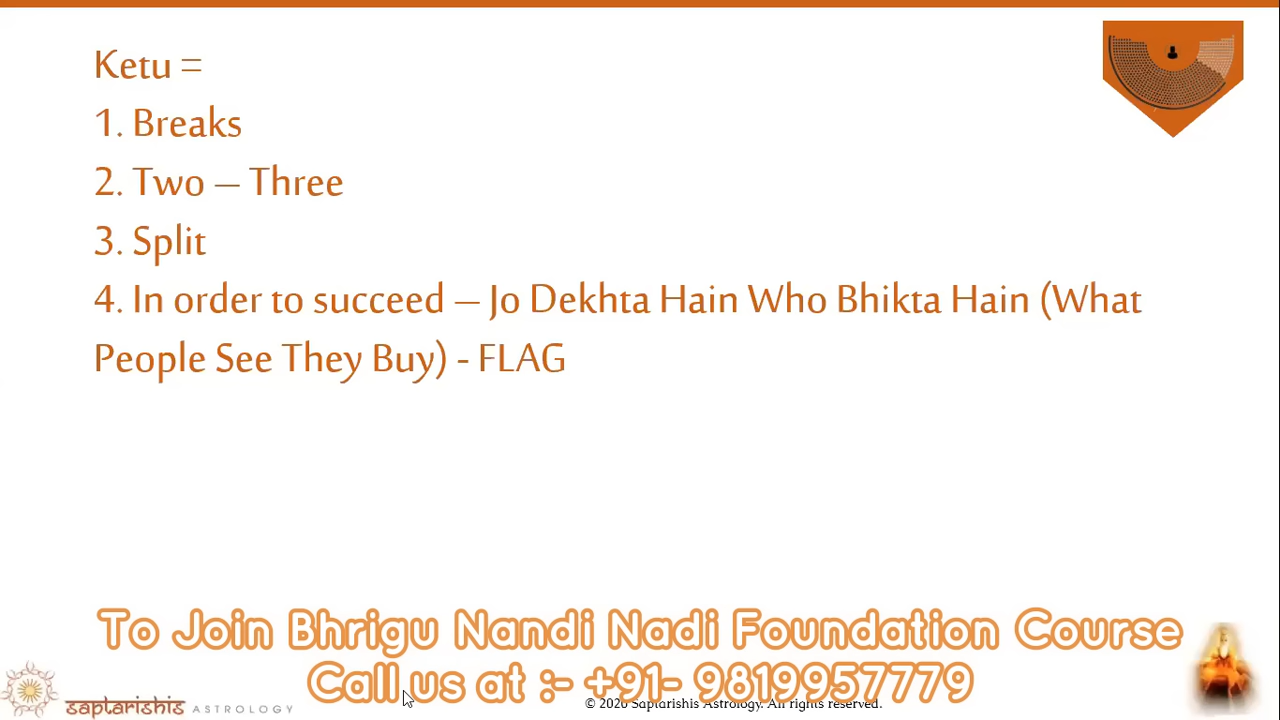 Ketu =
1. Breaks
2. Two – Three
3. Split
4. In order to succeed – Jo Dekhta Hain Who Bhikta Hain (What
People See They Buy) - FLAG
To Join Bhrigu Nandi Nadi Foundation Course
Call us at :- +91- 9819957779
saptarishis ASTROLOGY
© 2020 Saptarishis Astrology. All rights reserved.